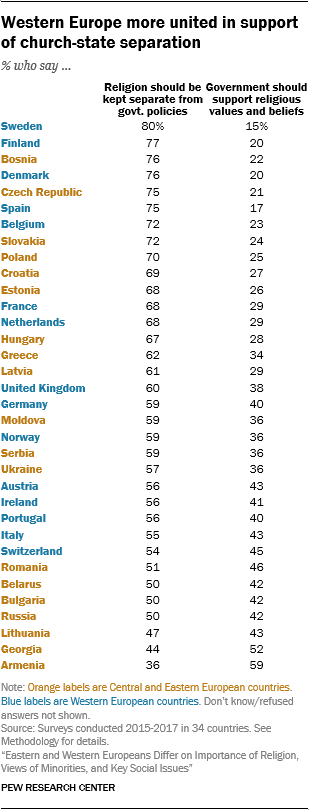 Western Europe more united in support
of church-state separation
% who say ...
Religion should be kept separate from govt. policies Government should support religious values and beliefs
Sweden 80% 15%
Finland 77 20
Bosnia 76 22
Denmark 76 20
Czech Republic 75 21
Spain 75 17
Belgium 72 23
Slovakia 72 24
Poland 70 25
Croatia 69 27
Estonia 68 26
France 68 29
Netherlands 68 29
Hungary 67 28
Greece 62 34
Latvia 61 29
United Kingdom 60 38
Germany 59 40
Moldova 59 36
Norway 59 36
Serbia 59 36
Ukraine 57 36
Austria 56 43
Ireland 56 41
Portugal 56 40
Italy 55 43
Switzerland 54 45
Romania 51 46
Belarus 50 42
Bulgaria 50 42
Russia 50 42
Lithuania 47 43
Georgia 44 52
Armenia 36 59
Note: Orange labels are Central and Eastern European countries.
Blue labels are Western European countries. Don't know/refused
answers not shown.
Source: Surveys conducted 2015-2017 in 34 countries. See
Methodology for details.
"Eastern and Western Europeans Differ on Importance of Religion,
Views of Minorities, and Key Social Issues"
PEW RESEARCH CENTER